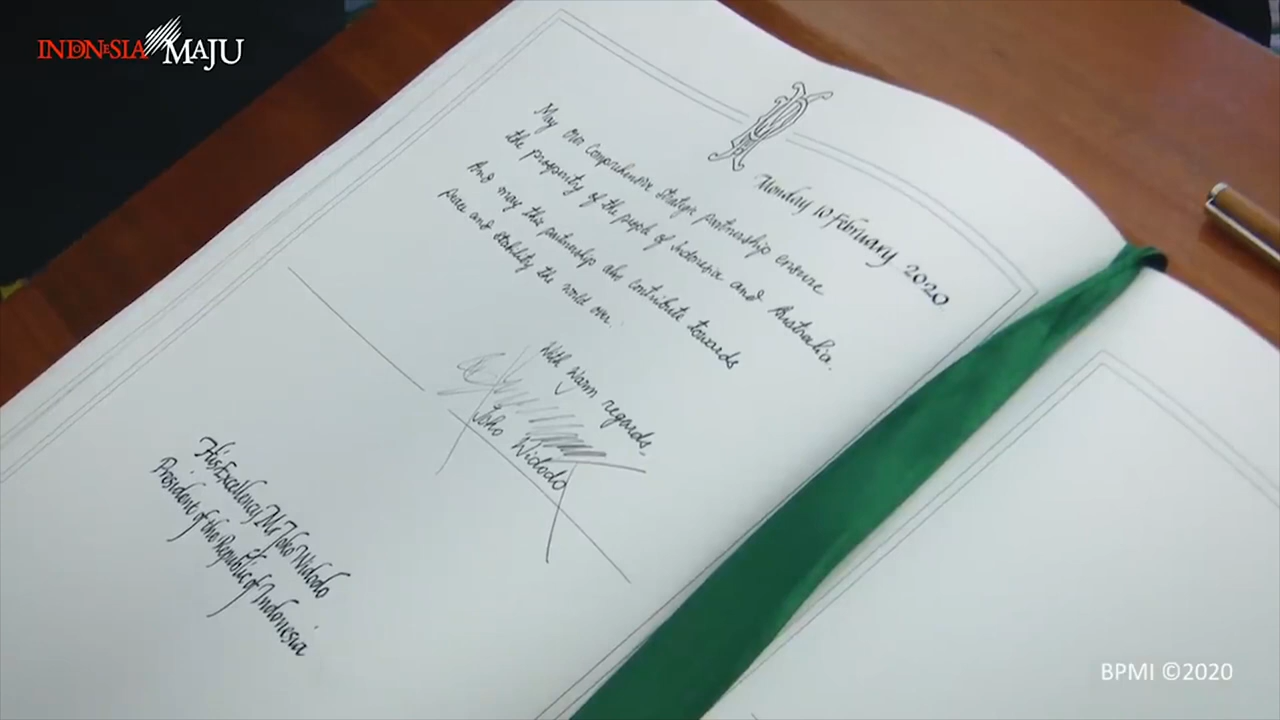 INDONESIA MAJU
Monday 10 February 2020
May our Comprehensive Strategic partnership ensure
the prosperity of the people of Indonesia and Australia.
And may this partnership also contribute towards
peace and stability the world over.
With Warm regards,
Joko Widodo
His Excellency Mr Joko Widodo
President of the Republic of Indonesia
BPMI ©2020